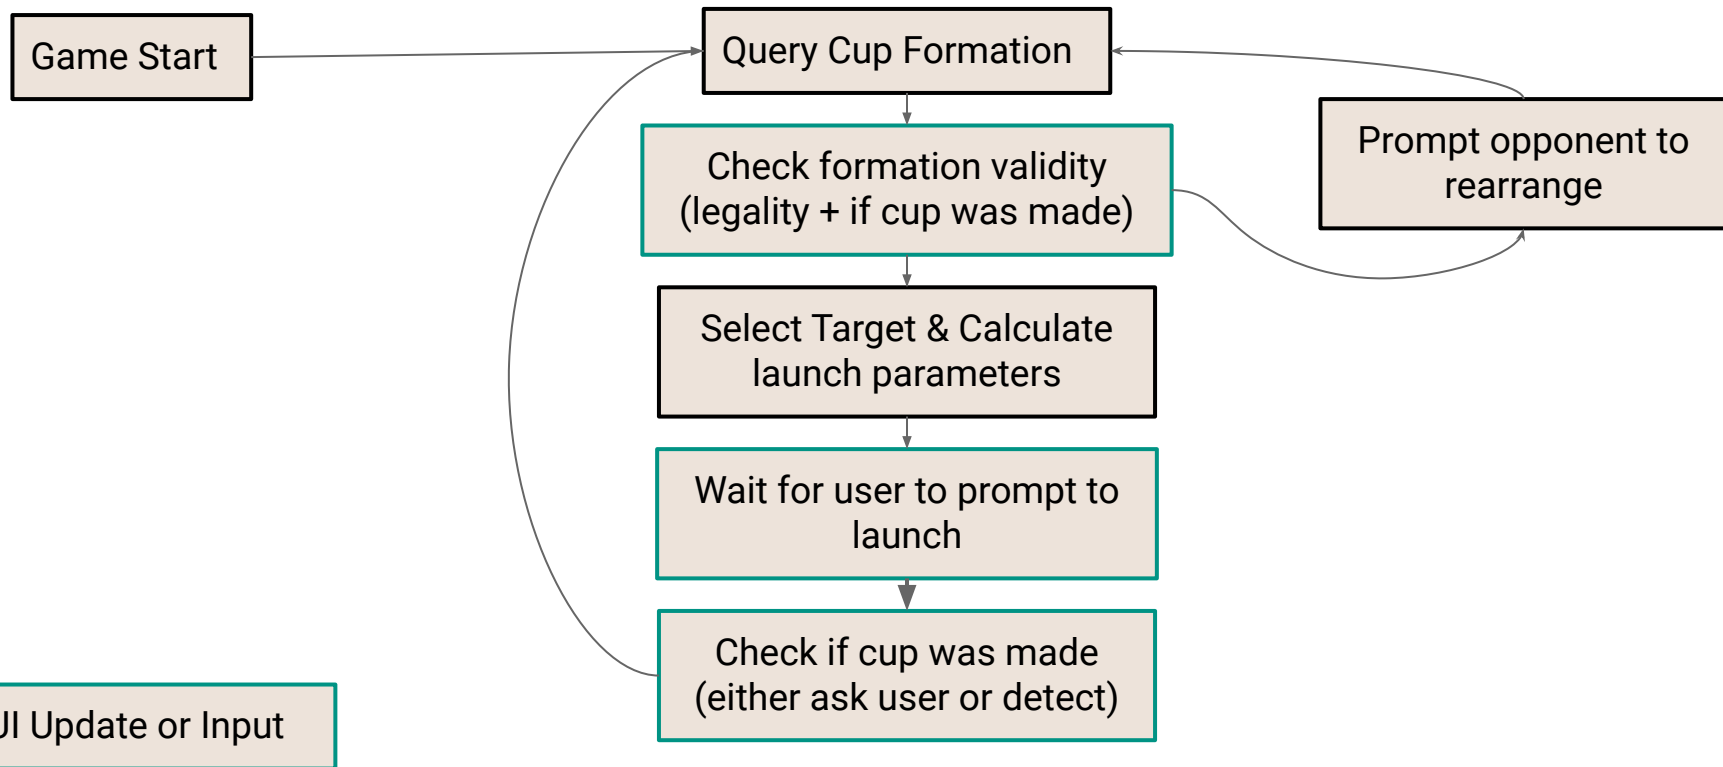 Game Start
Query Cup Formation
Check formation validity
(legality + if cup was made)
Prompt opponent to
rearrange
Select Target & Calculate
launch parameters
Wait for user to prompt to
launch
Check if cup was made
(either ask user or detect)
UI Update or Input